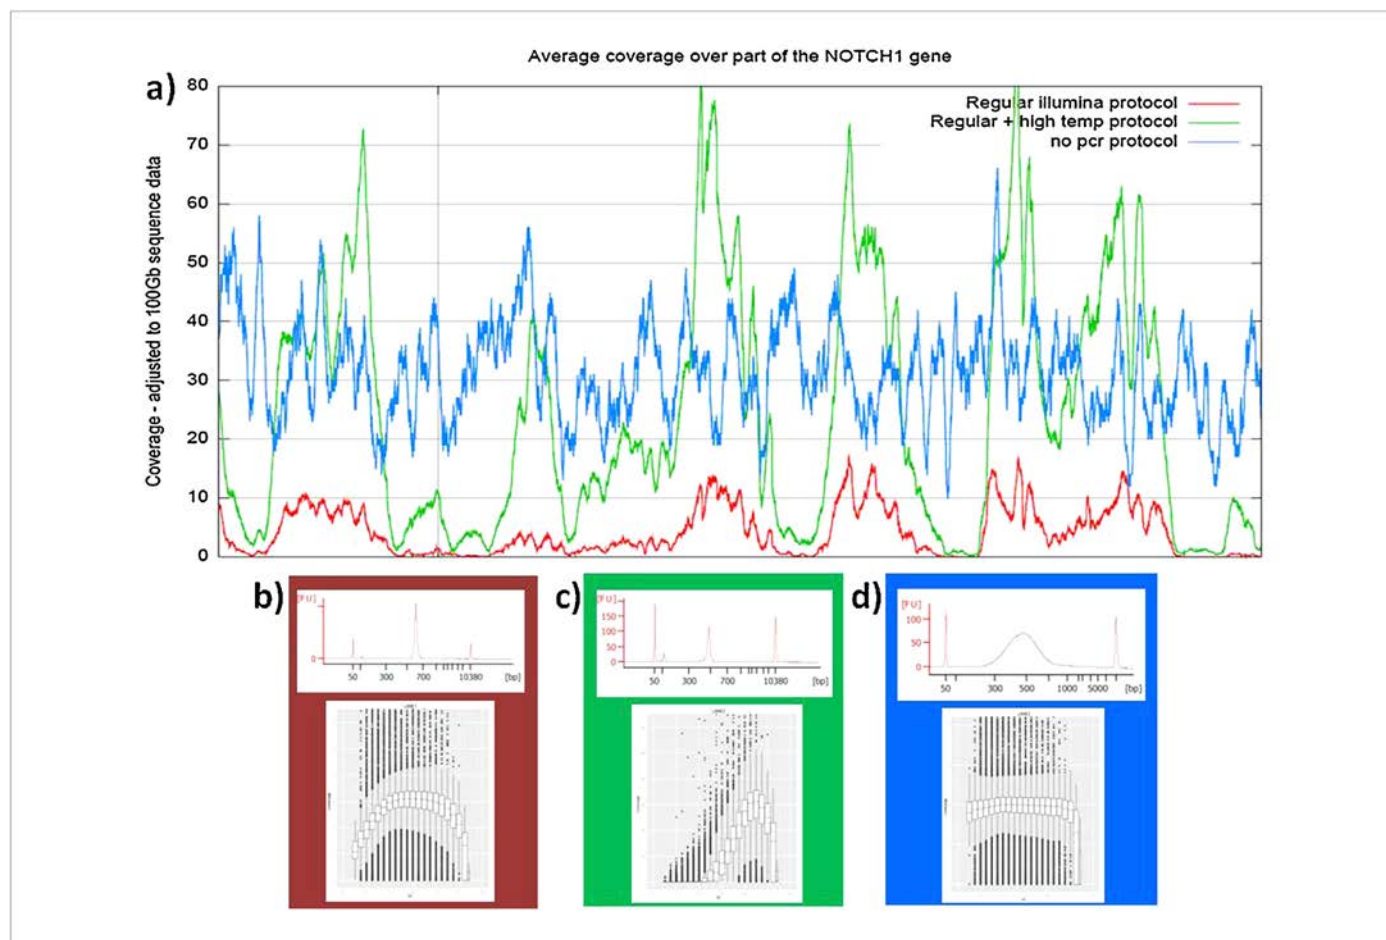 Average coverage over part of the NOTCH1 gene
a)
Coverage - adjusted to 100Gb sequence data
80
70
60
50
40
30
20
10
0
Regular illumina protocol
Regular + high temp protocol
no pcr protocol
b)
[FU]
0
50 300 700 10380 [bp]
c)
[FU]
150
100
50
0
50 300 700 10380 [bp]
d)
[FU]
100
50
0
50 300 500 1000 5000 [bp]